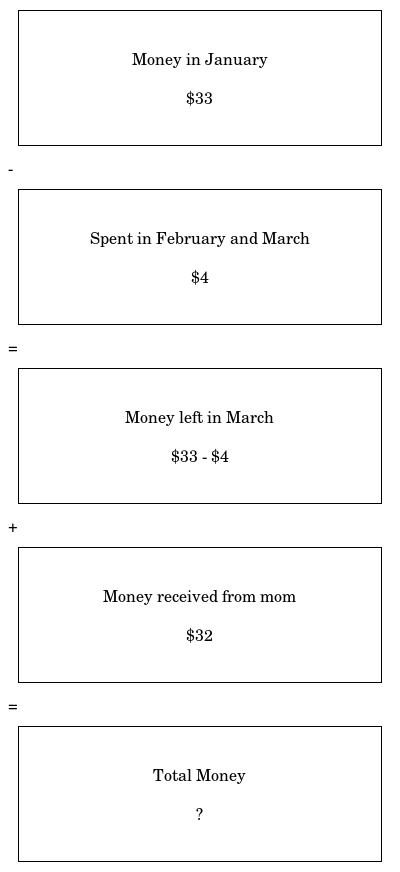 Money in January
$33
-
Spent in February and March
$4
=
Money left in March
$33 - $4
+
Money received from mom
$32
=
Total Money
?